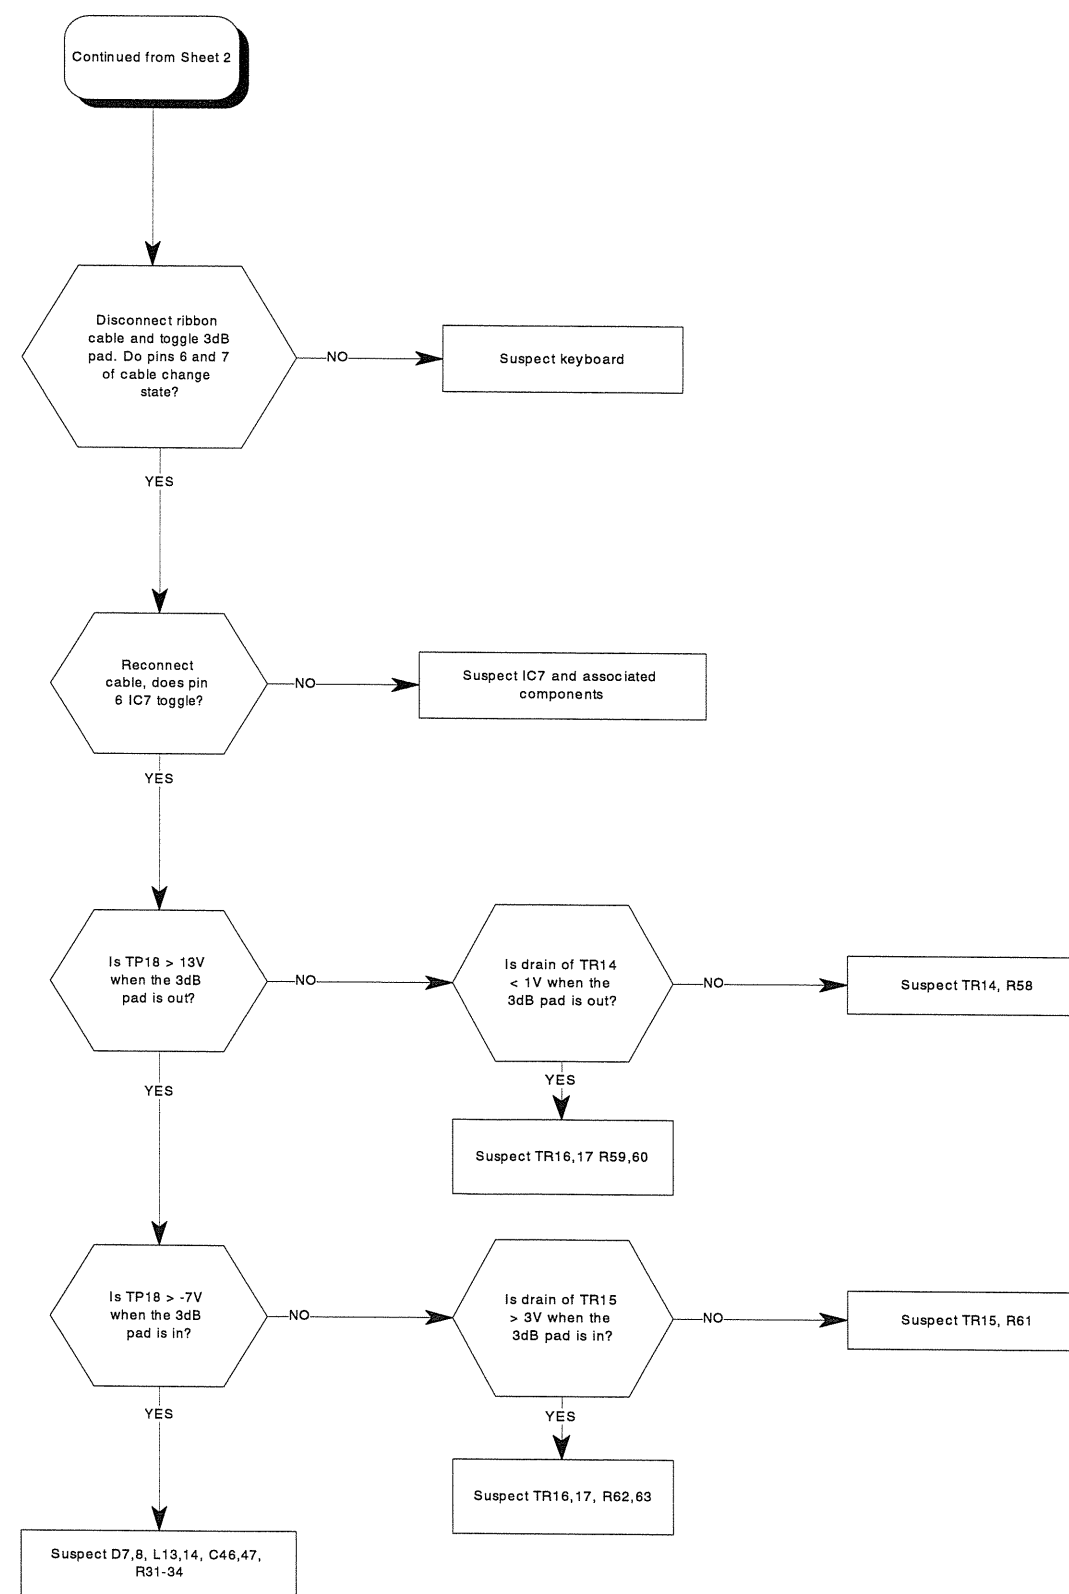 Continued from Sheet 2
Disconnect ribbon
cable and toggle 3dB
pad. Do pins 6 and 7
of cable change
state?
NO
Suspect keyboard
YES
Reconnect
cable, does pin
6 IC7 toggle?
NO
Suspect IC7 and associated
components
YES
Is TP18 > 13V
when the 3dB
pad is out?
NO
Is drain of TR14
< 1V when the
3dB pad is out?
NO
Suspect TR14, R58
YES
YES
Suspect TR16,17 R59,60
Is TP18 > -7V
when the 3dB
pad is in?
NO
Is drain of TR15
> 3V when the
3dB pad is in?
NO
Suspect TR15, R61
YES
YES
Suspect TR16,17, R62,63
Suspect D7,8, L13,14, C46,47,
R31-34